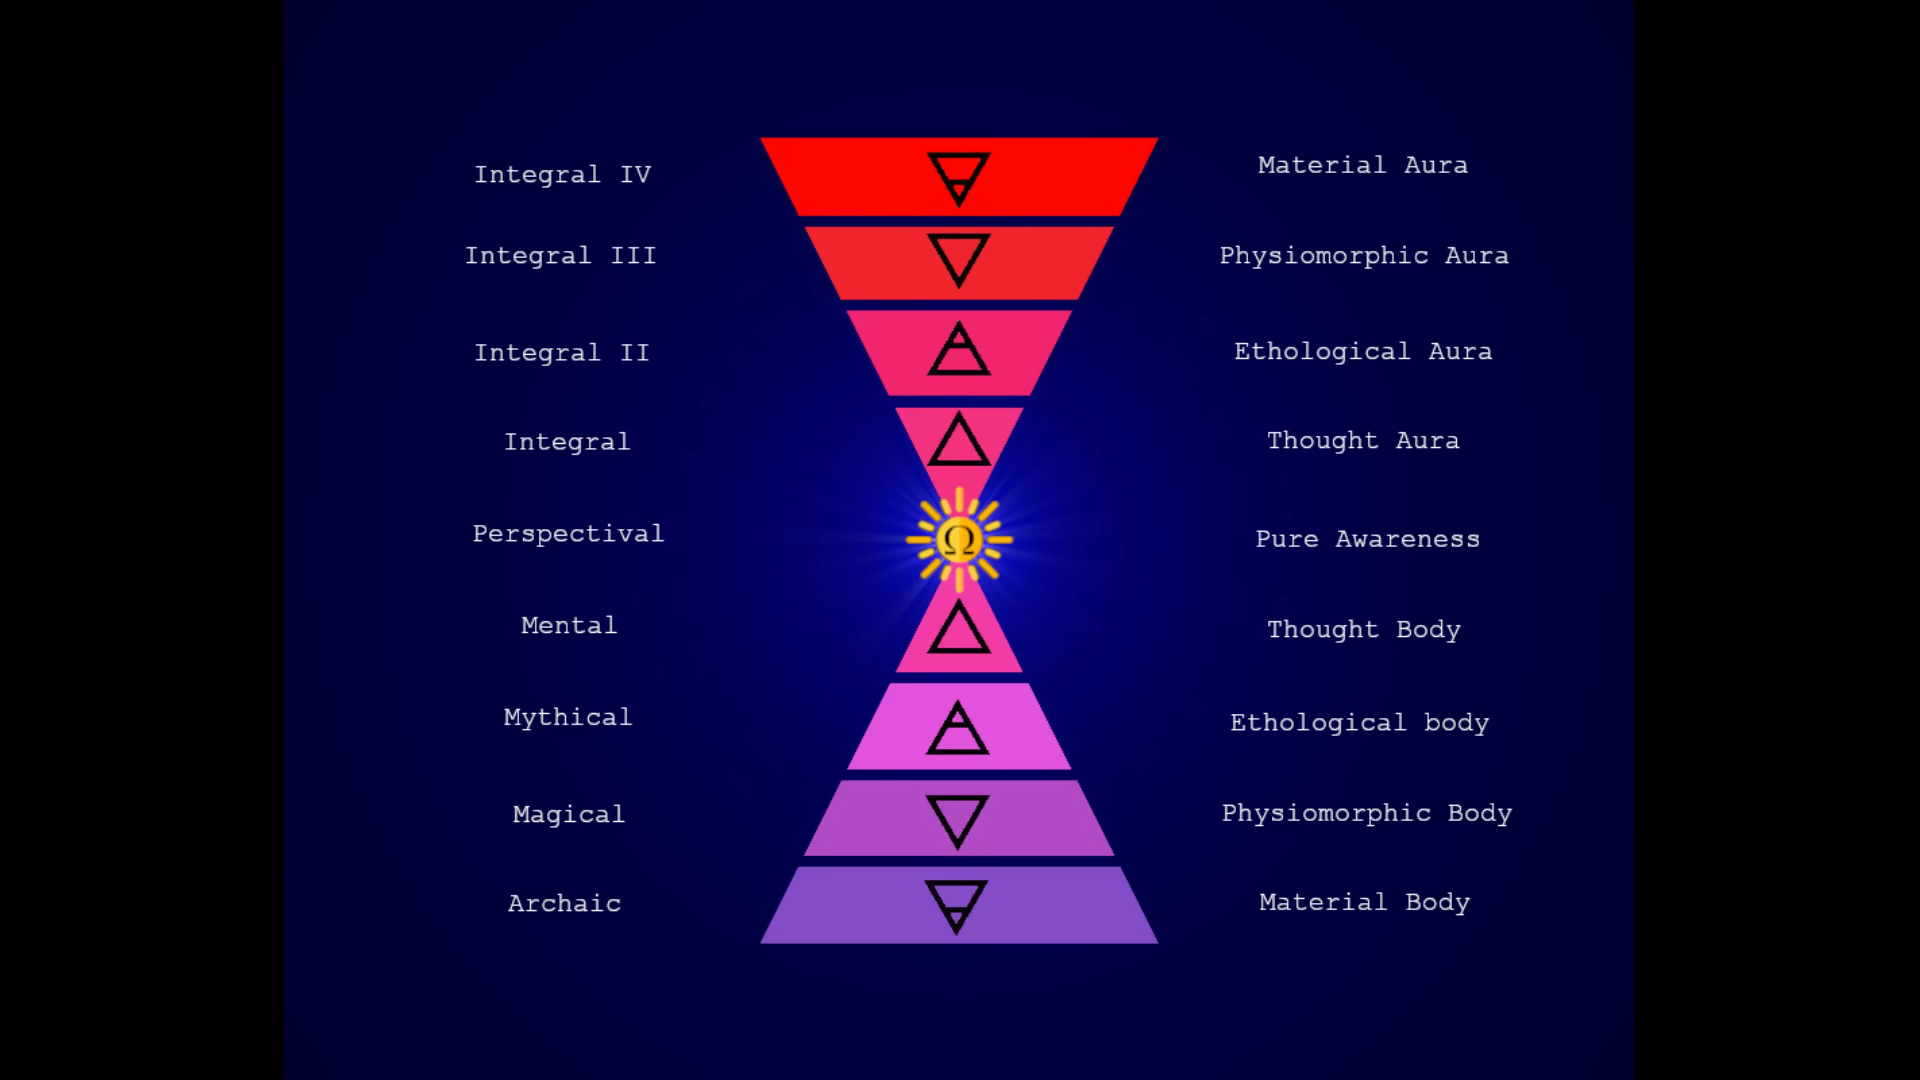 Integral IV
Material Aura
Integral III
Physiomorphic Aura
Integral II
Ethological Aura
Integral
Thought Aura
Perspectival
Ω
Pure Awareness
Mental
Thought Body
Mythical
Ethological body
Magical
Physiomorphic Body
Archaic
Material Body